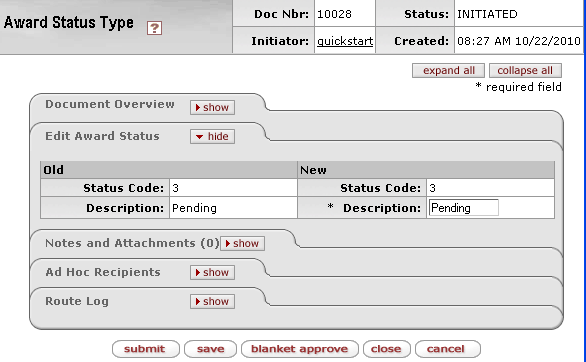 Award Status Type ?
Doc Nbr: 10028 Status: INITIATED
Initiator: quickstart Created: 08:27 AM 10/22/2010
expand all collapse all
* required field
Document Overview show
Edit Award Status hide
Old New
Status Code: 3 Status Code: 3
Description: Pending * Description: Pending
Notes and Attachments (0) show
Ad Hoc Recipients show
Route Log show
submit save blanket approve close cancel